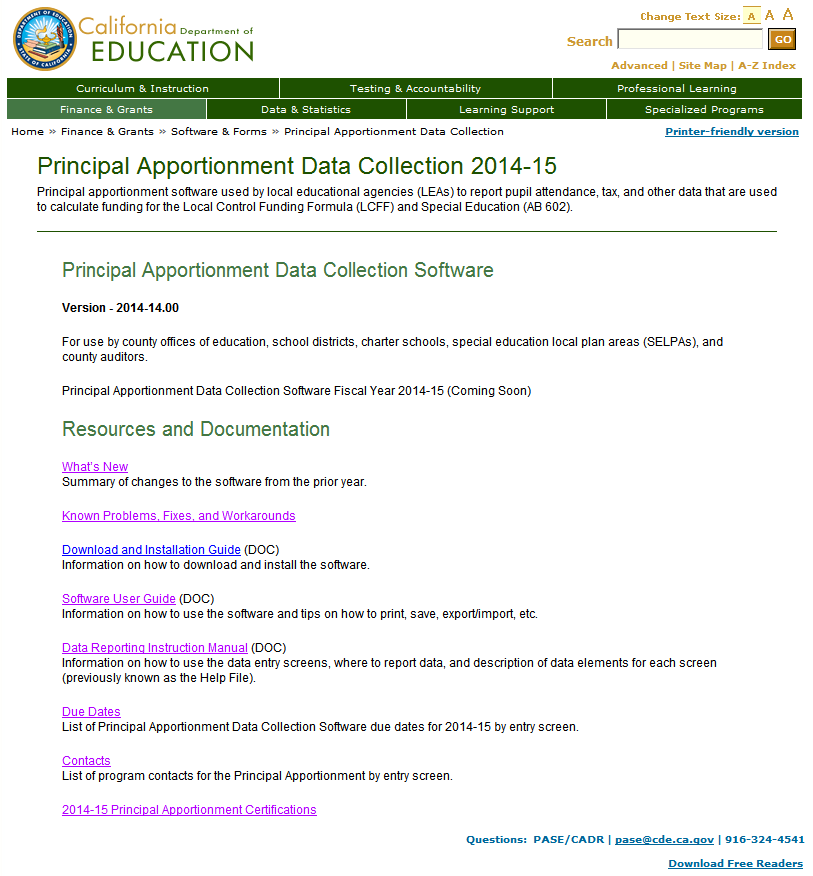 California Department of
EDUCATION
Change Text Size: A A A
Search GO
Advanced | Site Map | A-Z Index
Curriculum & Instruction Testing & Accountability Professional Learning
Finance & Grants Data & Statistics Learning Support Specialized Programs
Home » Finance & Grants » Software & Forms » Principal Apportionment Data Collection Printer-friendly version
Principal Apportionment Data Collection 2014-15
Principal apportionment software used by local educational agencies (LEAs) to report pupil attendance, tax, and other data that are used
to calculate funding for the Local Control Funding Formula (LCFF) and Special Education (AB 602).
Principal Apportionment Data Collection Software
Version - 2014-14.00
For use by county offices of education, school districts, charter schools, special education local plan areas (SELPAs), and
county auditors.
Principal Apportionment Data Collection Software Fiscal Year 2014-15 (Coming Soon)
Resources and Documentation
What's New
Summary of changes to the software from the prior year.
Known Problems, Fixes, and Workarounds
Download and Installation Guide (DOC)
Information on how to download and install the software.
Software User Guide (DOC)
Information on how to use the software and tips on how to print, save, export/import, etc.
Data Reporting Instruction Manual (DOC)
Information on how to use the data entry screens, where to report data, and description of data elements for each screen
(previously known as the Help File).
Due Dates
List of Principal Apportionment Data Collection Software due dates for 2014-15 by entry screen.
Contacts
List of program contacts for the Principal Apportionment by entry screen.
2014-15 Principal Apportionment Certifications
Questions: PASE/CADR | pase@cde.ca.gov | 916-324-4541
Download Free Readers